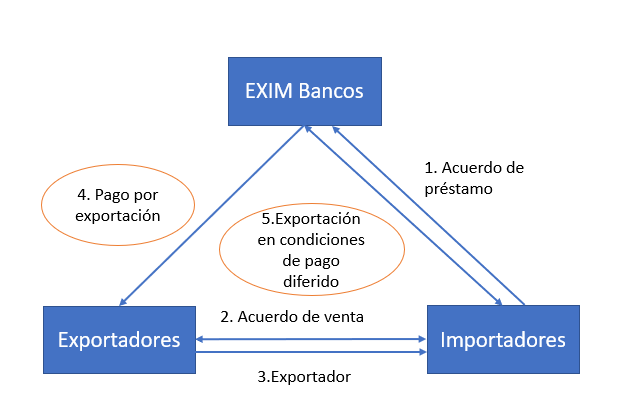 EXIM Bancos
1. Acuerdo de
préstamo
4. Pago por
exportación
5.Exportación
en condiciones
de pago
diferido
2. Acuerdo de venta
Exportadores
Importadores
3.Exportador